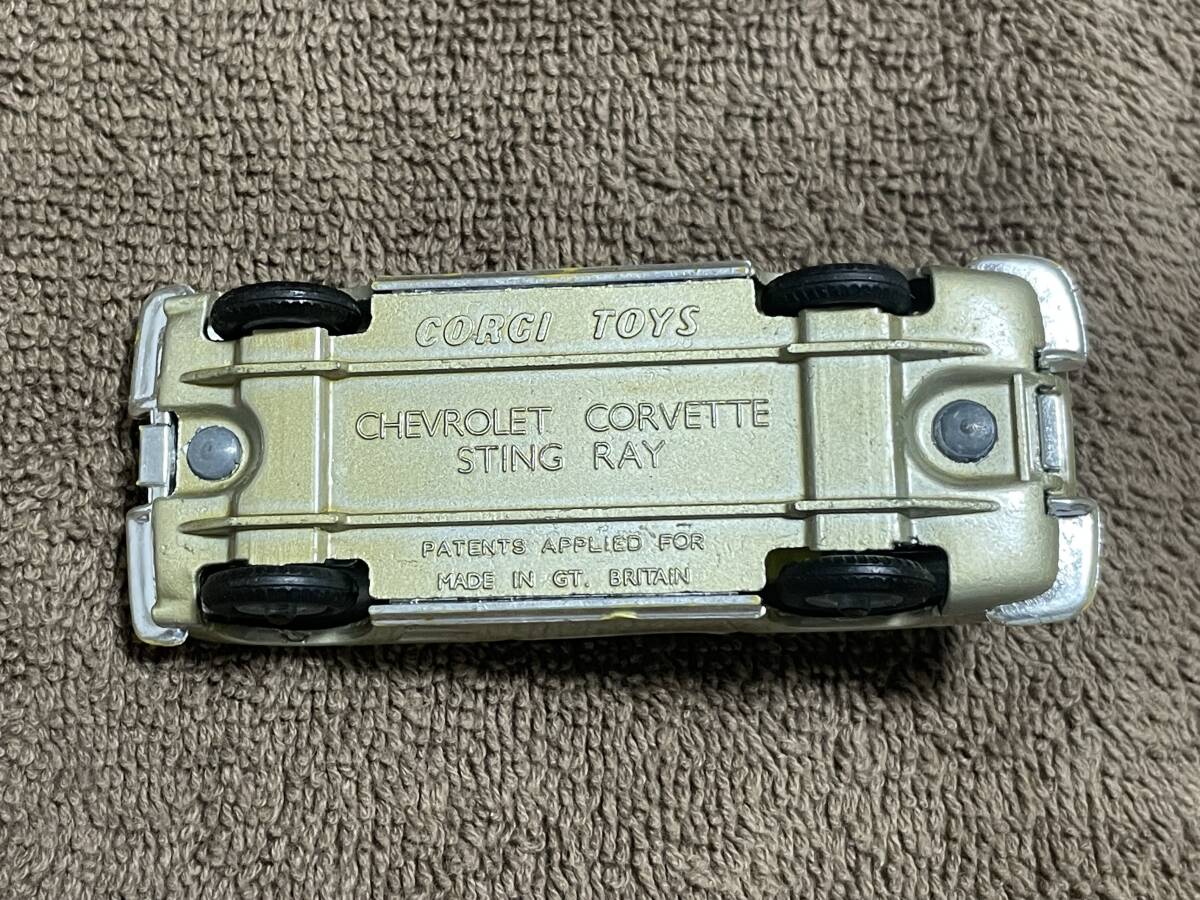 CORGI TOYS
CHEVROLET CORVETTE
STING RAY
PATENTS APPLIED FOR
MADE IN GT. BRITAIN